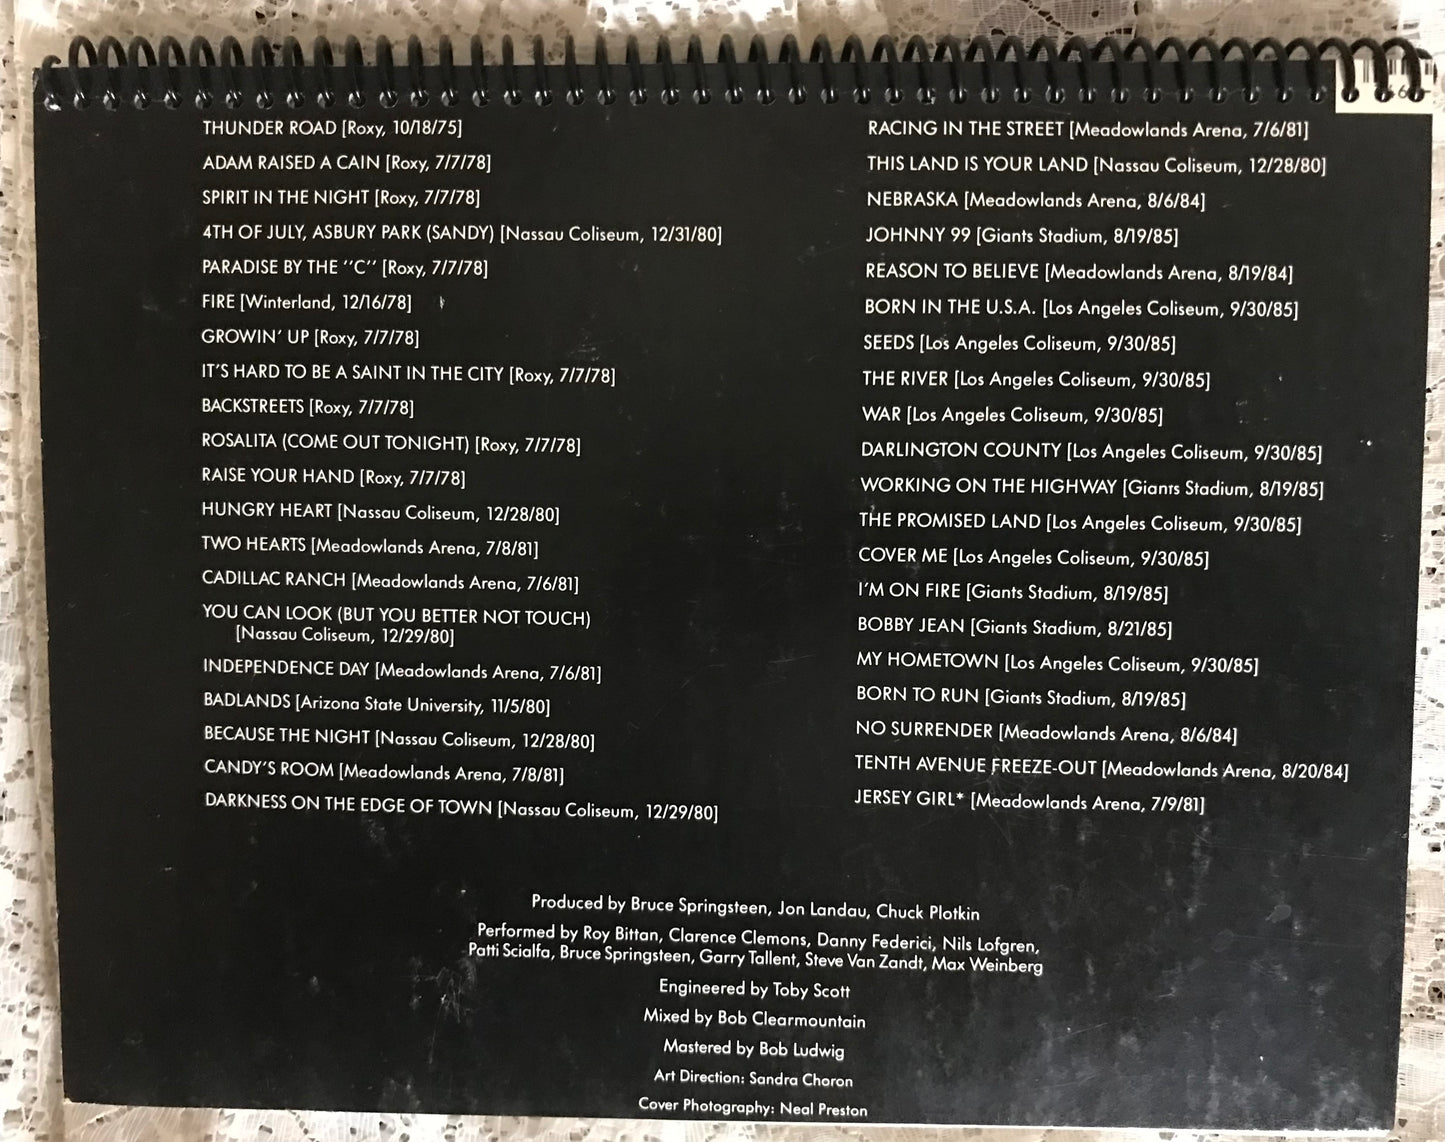 THUNDER ROAD [Roxy, 10/18/75]
ADAM RAISED A CAIN [Roxy, 7/7/78]
SPIRIT IN THE NIGHT [Roxy, 7/7/78]
4TH OF JULY, ASBURY PARK (SANDY) [Nassau Coliseum, 12/31/80]
PARADISE BY THE ''C'' [Roxy, 7/7/78]
FIRE [Winterland, 12/16/78]
GROWIN' UP [Roxy, 7/7/78]
IT'S HARD TO BE A SAINT IN THE CITY [Roxy, 7/7/78]
BACKSTREETS [Roxy, 7/7/78]
ROSALITA (COME OUT TONIGHT) [Roxy, 7/7/78]
RAISE YOUR HAND [Roxy, 7/7/78]
HUNGRY HEART [Nassau Coliseum, 12/28/80]
TWO HEARTS [Meadowlands Arena, 7/8/81]
CADILLAC RANCH [Meadowlands Arena, 7/6/81]
YOU CAN LOOK (BUT YOU BETTER NOT TOUCH)
[Nassau Coliseum, 12/29/80]
INDEPENDENCE DAY [Meadowlands Arena, 7/6/81]
BADLANDS [Arizona State University, 11/5/80]
BECAUSE THE NIGHT [Nassau Coliseum, 12/28/80]
CANDY'S ROOM [Meadowlands Arena, 7/8/81]
DARKNESS ON THE EDGE OF TOWN [Nassau Coliseum, 12/29/80]
RACING IN THE STREET [Meadowlands Arena, 7/6/81]
THIS LAND IS YOUR LAND [Nassau Coliseum, 12/28/80]
NEBRASKA [Meadowlands Arena, 8/6/84]
JOHNNY 99 [Giants Stadium, 8/19/85]
REASON TO BELIEVE [Meadowlands Arena, 8/19/84]
BORN IN THE U.S.A. [Los Angeles Coliseum, 9/30/85]
SEEDS [Los Angeles Coliseum, 9/30/85]
THE RIVER [Los Angeles Coliseum, 9/30/85]
WAR [Los Angeles Coliseum, 9/30/85]
DARLINGTON COUNTY [Los Angeles Coliseum, 9/30/85]
WORKING ON THE HIGHWAY [Giants Stadium, 8/19/85]
THE PROMISED LAND [Los Angeles Coliseum, 9/30/85]
COVER ME [Los Angeles Coliseum, 9/30/85]
I'M ON FIRE [Giants Stadium, 8/19/85]
BOBBY JEAN [Giants Stadium, 8/21/85]
MY HOMETOWN [Los Angeles Coliseum, 9/30/85]
BORN TO RUN [Giants Stadium, 8/19/85]
NO SURRENDER [Meadowlands Arena, 8/6/84]
TENTH AVENUE FREEZE-OUT [Meadowlands Arena, 8/20/84]
JERSEY GIRL* [Meadowlands Arena, 7/9/81]
Produced by Bruce Springsteen, Jon Landau, Chuck Plotkin
Performed by Roy Bittan, Clarence Clemons, Danny Federici, Nils Lofgren,
Patti Scialfa, Bruce Springsteen, Garry Tallent, Steve Van Zandt, Max Weinberg
Engineered by Toby Scott
Mixed by Bob Clearmountain
Mastered by Bob Ludwig
Art Direction: Sandra Choron
Cover Photography: Neal Preston